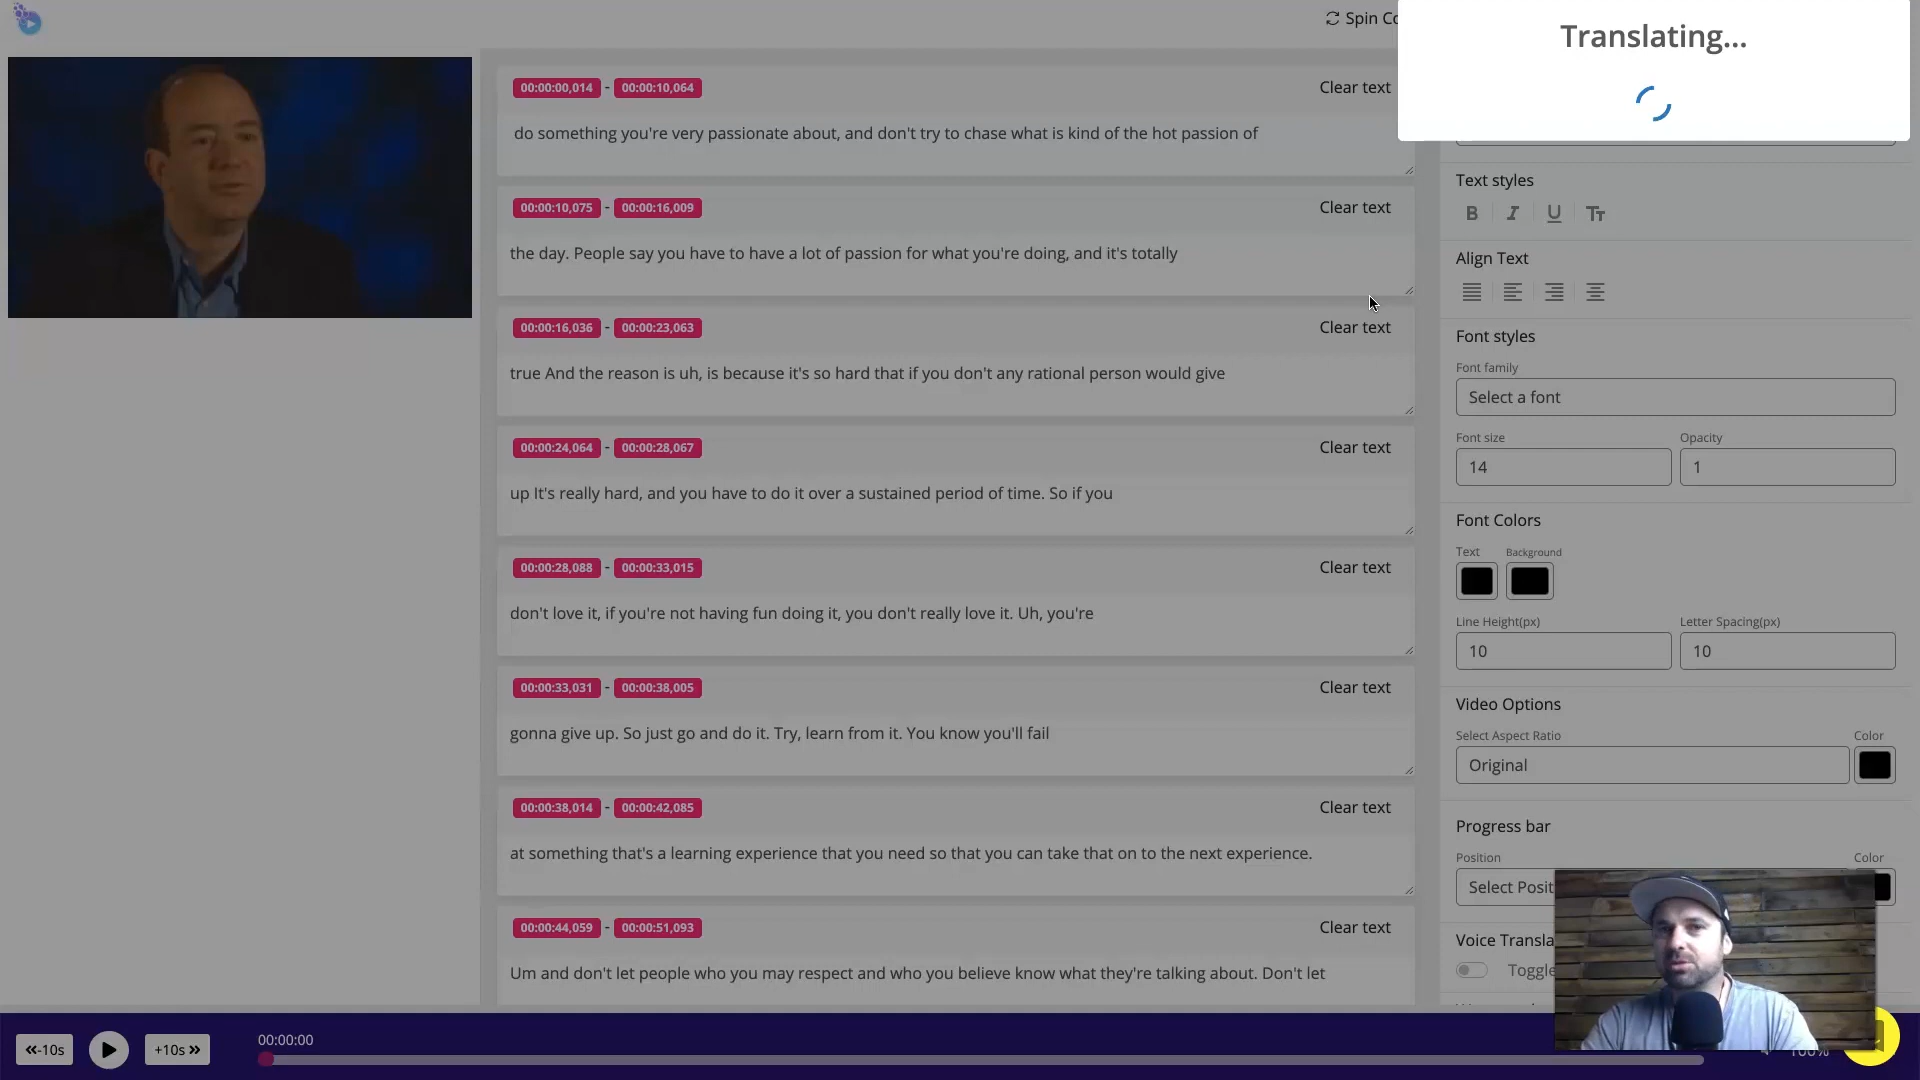 Spin Co
Translating...
00:00:00,014 - 00:00:10,064
Clear text
do something you're very passionate about, and don't try to chase what is kind of the hot passion of
00:00:10,075 - 00:00:16,009
Clear text
the day. People say you have to have a lot of passion for what you're doing, and it's totally
00:00:16,036 - 00:00:23,063
Clear text
true And the reason is uh, is because it's so hard that if you don't any rational person would give
00:00:24,064 - 00:00:28,067
Clear text
up It's really hard, and you have to do it over a sustained period of time. So if you
00:00:28,088 - 00:00:33,015
Clear text
don't love it, if you're not having fun doing it, you don't really love it. Uh, you're
00:00:33,031 - 00:00:38,005
Clear text
gonna give up. So just go and do it. Try, learn from it. You know you'll fail
00:00:38,014 - 00:00:42,085
Clear text
at something that's a learning experience that you need so that you can take that on to the next experience.
00:00:44,059 - 00:00:51,093
Clear text
Um and don't let people who you may respect and who you believe know what they're talking about. Don't let
Text styles
B I U Tт
Align Text
Font styles
Font family
Select a font
Font size
Opacity
14
1
Font Colors
Text
Background
Line Height(px)
Letter Spacing(px)
10
10
Video Options
Select Aspect Ratio
Color
Original
Progress bar
Position
Color
Select Posit
Voice Transla
Toggle
-10s
+10s
00:00:00
100%